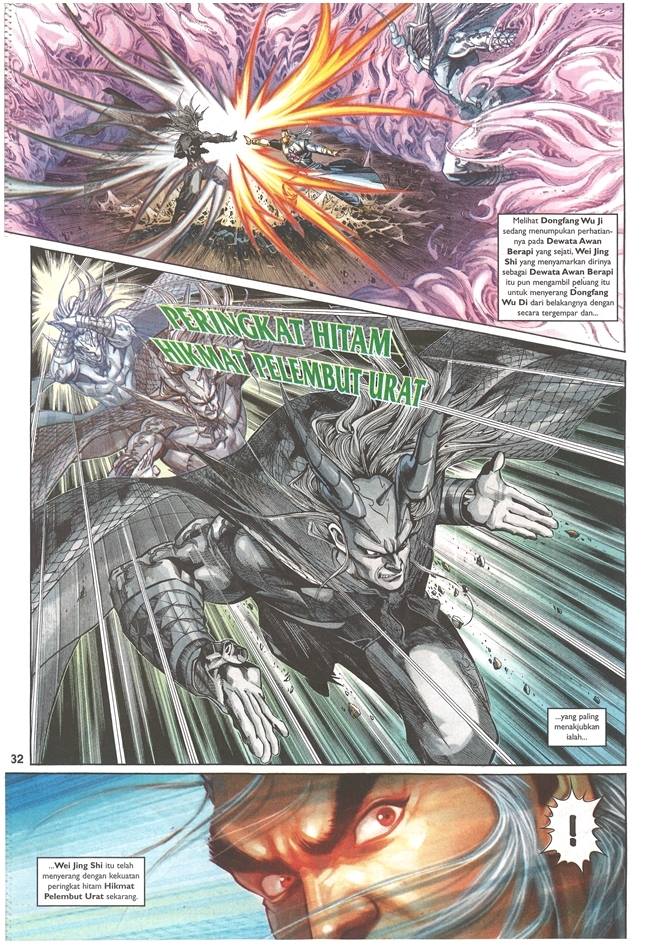 Melihat Dongfang Wu Ji
sedang menumpukan perhatian-
nya pada Dewata Awan
Berapi yang sejati, Wei Jing
Shi yang menyamarkan dirinya
sebagai Dewata Awan Berapi
itu pun mengambil peluang itu
untuk menyerang Dongfang
Wu Di dari belakangnya dengan
secara tergempar dan...
PERINGKAT HITAM
HIKMAT PELEMBUT URAT
...yang paling
menakjubkan
ialah...
32
!
...Wei Jing Shi itu telah
menyerang dengan kekuatan
peringkat hitam Hikmat
Pelembut Urat sekarang.